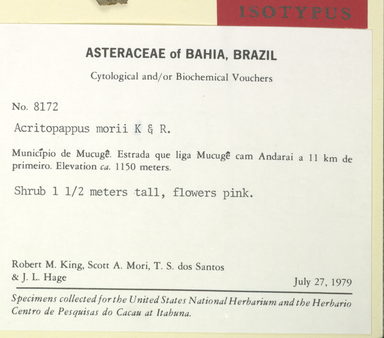 ISOTYPUS
ASTERACEAE of BAHIA, BRAZIL
Cytological and/or Biochemical Vouchers
No. 8172
Acritopappus morii K & R.
Município de Mucugê. Estrada que liga Mucugê cam Andarai a 11 km de
primeiro. Elevation ca. 1150 meters.
Shrub 1 1/2 meters tall, flowers pink.
Robert M. King, Scott A. Mori, T. S. dos Santos
& J. L. Hage
July 27, 1979
Specimens collected for the United States National Herbarium and the Herbario
Centro de Pesquisas do Cacau at Itabuna.